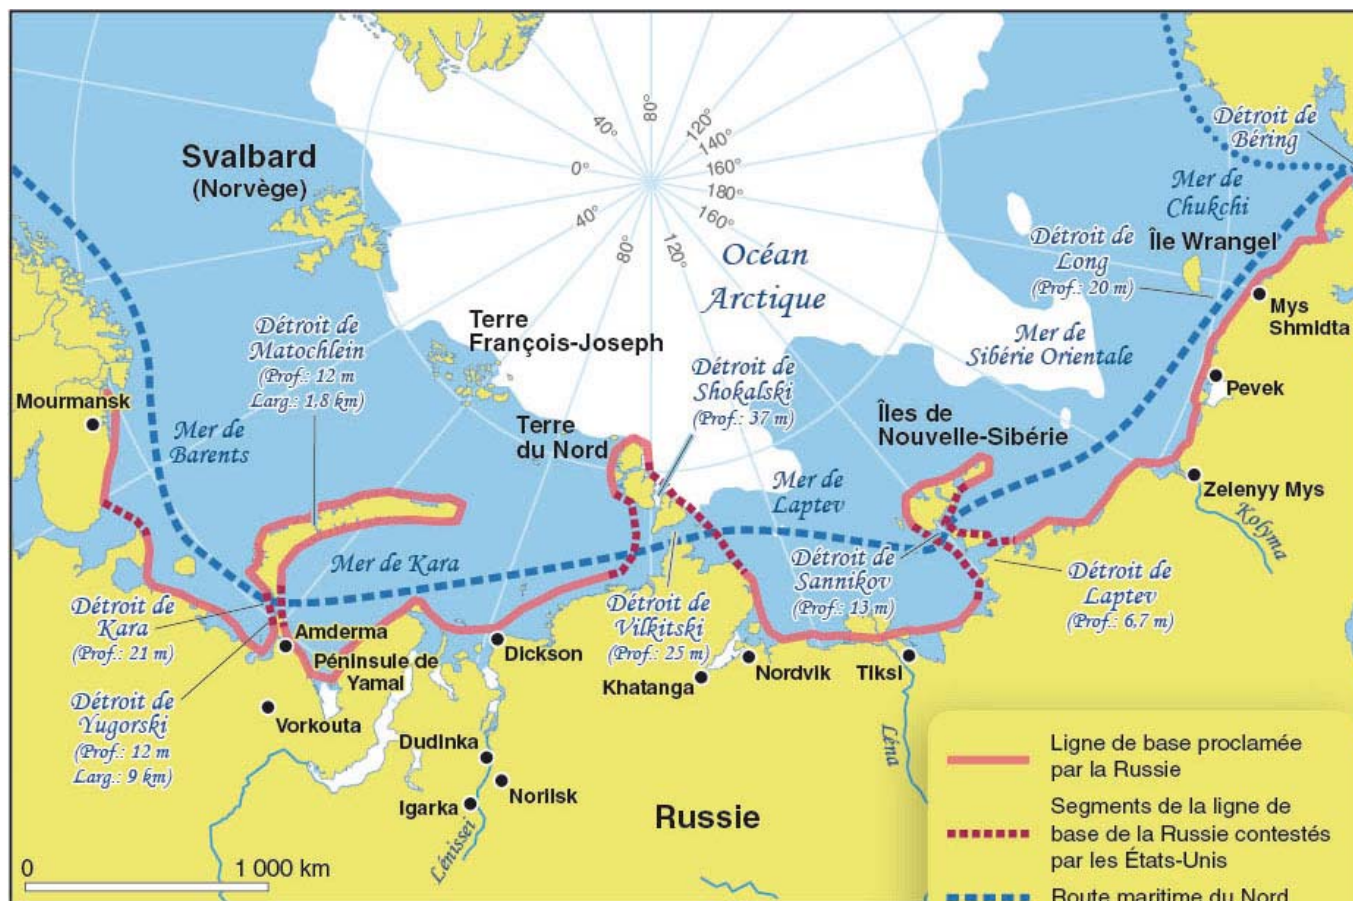 80°
40°
120°
140°
0°
160°
180°
40°
160°
80°
120°
Détroit de
Béring
Svalbard
(Norvège)
Mer de
Chukchi
Océan
Arctique
Détroit de
Long
(Prof.: 20 m)
Île Wrangel
Mys
Shmidta
Détroit de
Matochlein
(Prof.: 12 m
Larg.: 1,8 km)
Terre
François-Joseph
Mer de
Sibérie Orientale
Détroit de
Shokalski
(Prof.: 37 m)
Pevek
Mourmansk
Mer de
Barents
Terre
du Nord
Îles de
Nouvelle-Sibérie
Mer de
Laptev
Zelenyy Mys
Kolyma
Mer de Kara
Détroit de
Sannikov
(Prof.: 13 m)
Détroit de
Laptev
(Prof.: 6,7 m)
Détroit de
Kara
(Prof.: 21 m)
Détroit de
Vilkitski
(Prof.: 25 m)
Amderma
Péninsule de
Yamal
Dickson
Khatanga
Nordvik
Tiksi
Détroit de
Yugorski
(Prof.: 12 m
Larg.: 9 km)
Vorkouta
Dudinka
Norilsk
Igarka
Lénissei
Léna
Russie
0
1 000 km
Ligne de base proclamée
par la Russie
Segments de la ligne de
base de la Russie contestés
par les États-Unis
Route maritime du Nord